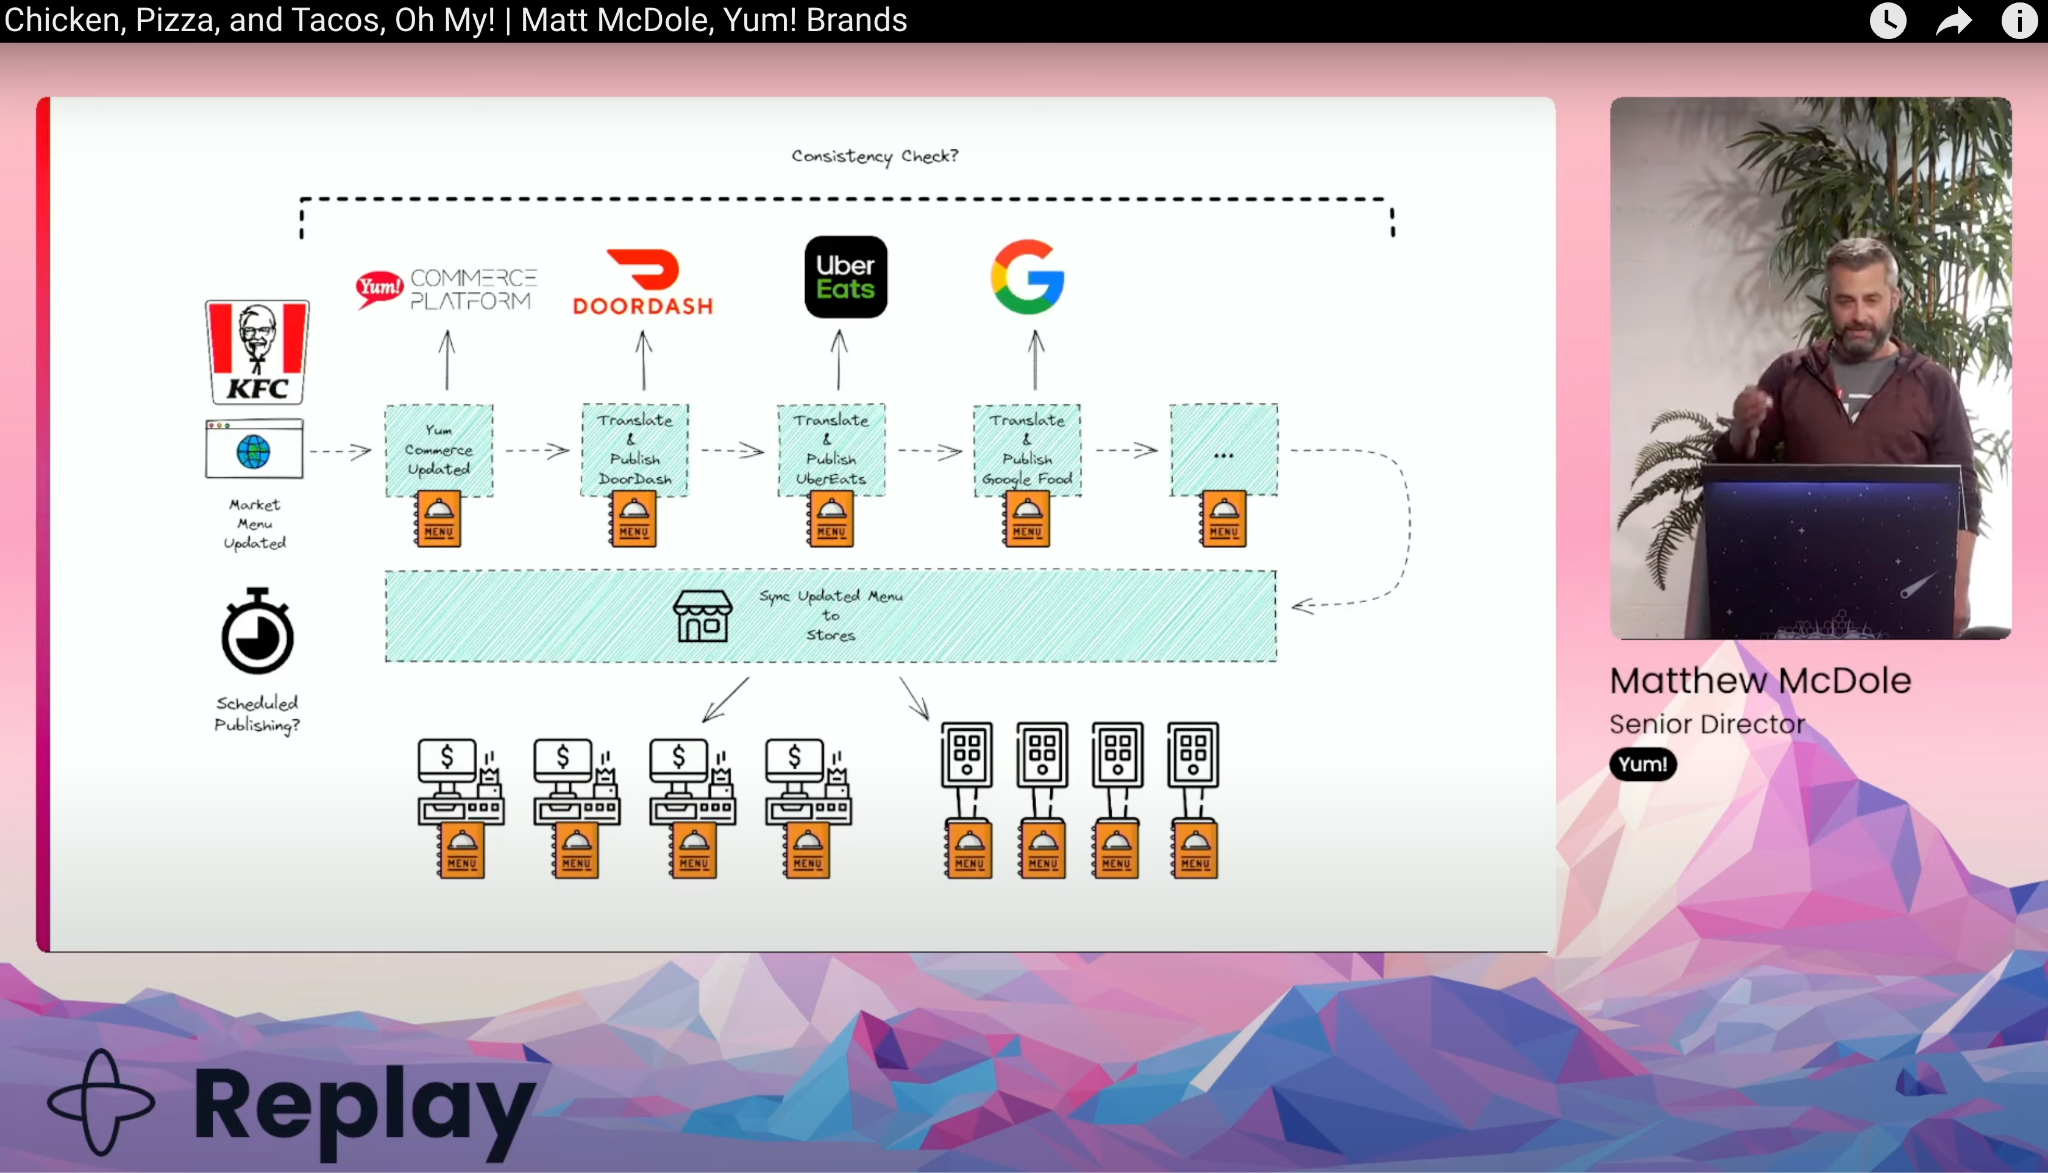 Chicken, Pizza, and Tacos, Oh My! | Matt McDole, Yum! Brands
Consistency Check?
Yum! COMMERCE
PLATFORM
DOORDASH
Uber
Eats
G
KFC
Market
Menu
Updated
Yum
Commerce
Updated
MENU
Translate
&
Publish
DoorDash
MENU
Translate
&
Publish
UberEats
MENU
Translate
&
Publish
Google Food
MENU
...
MENU
Sync Updated Menu
to
Stores
Scheduled
Publishing?
$ $ $ $
MENU MENU MENU MENU MENU MENU MENU MENU
Matthew McDole
Senior Director
Yum!
Replay